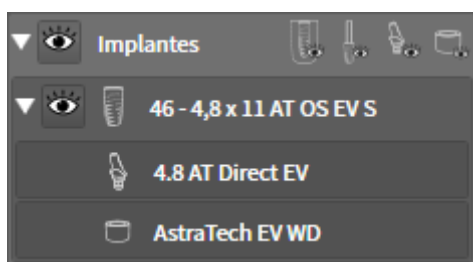 Implantes
46 - 4,8 x 11 AT OS EV S
4.8 AT Direct EV
AstraTech EV WD